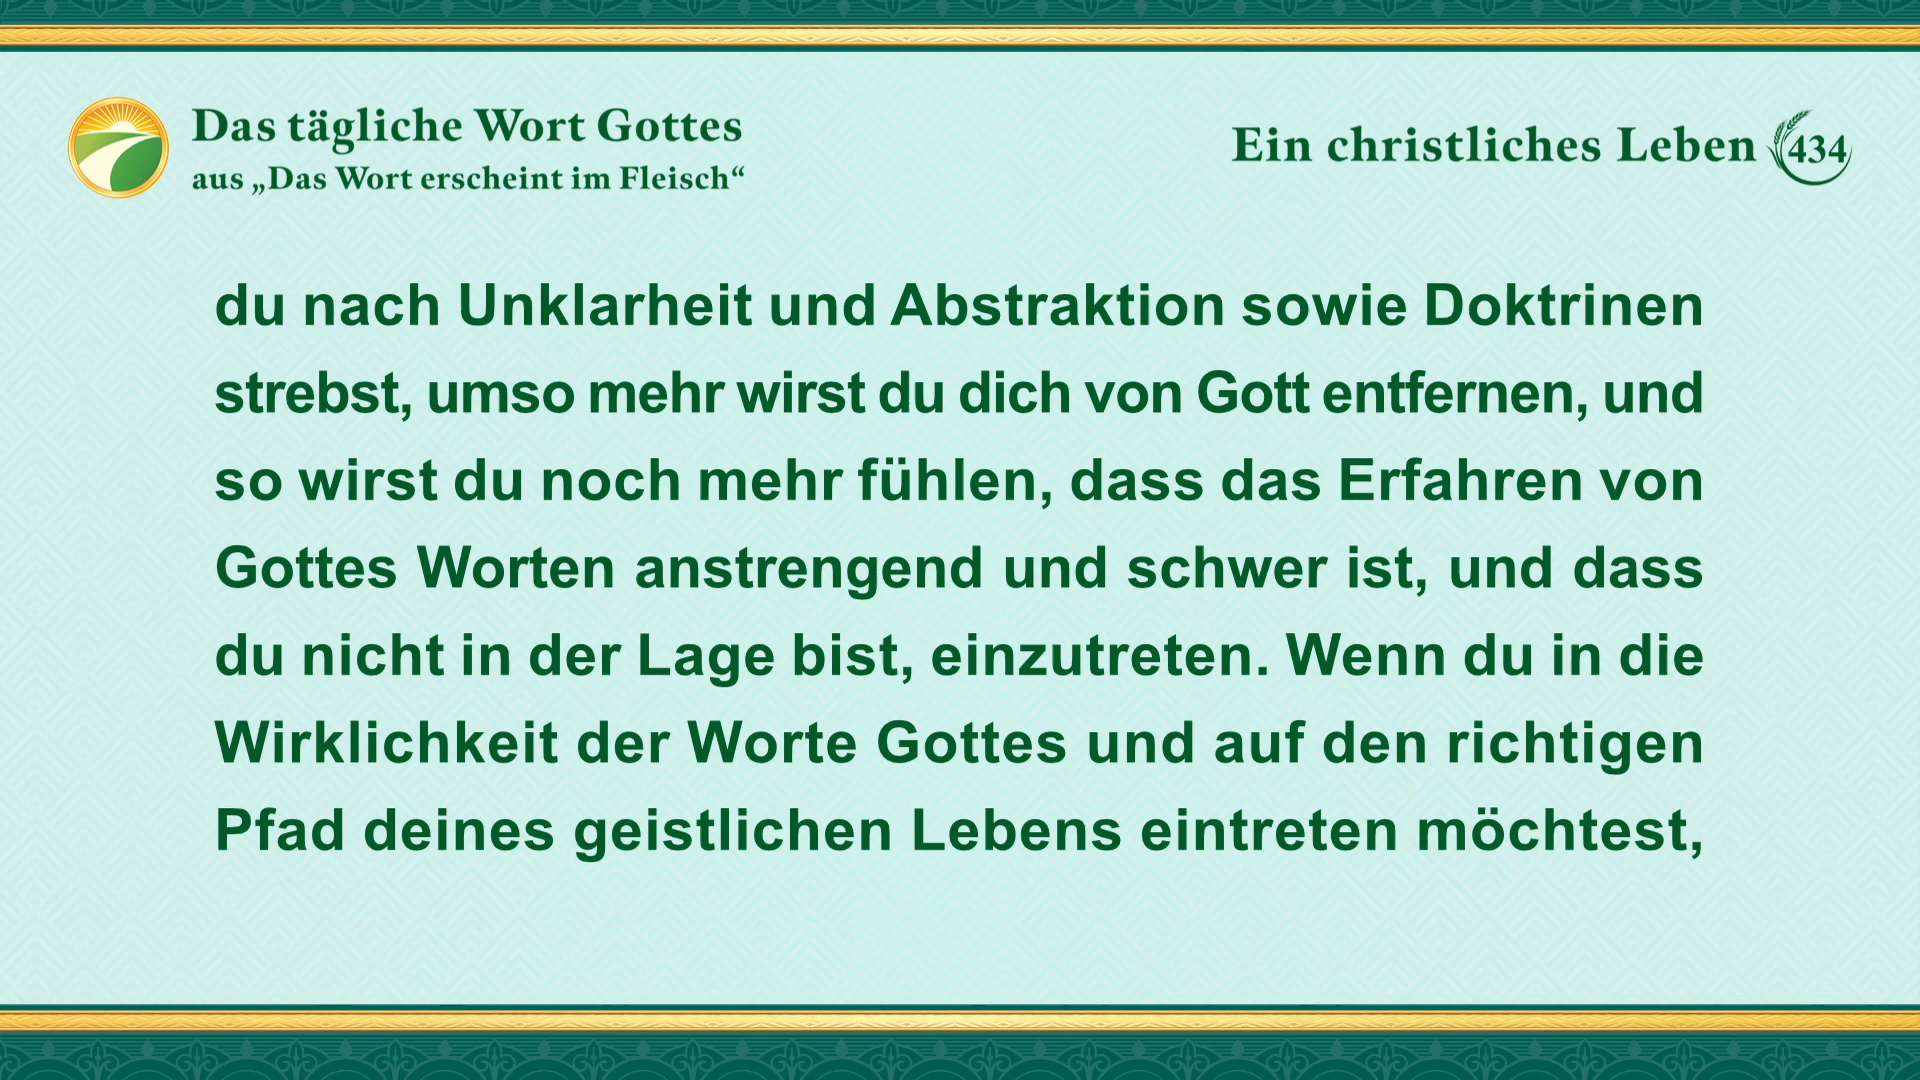 Das tägliche Wort Gottes
aus „Das Wort erscheint im Fleisch“
Ein christliches Leben 434
du nach Unklarheit und Abstraktion sowie Doktrinen
strebst, umso mehr wirst du dich von Gott entfernen, und
so wirst du noch mehr fühlen, dass das Erfahren von
Gottes Worten anstrengend und schwer ist, und dass
du nicht in der Lage bist, einzutreten. Wenn du in die
Wirklichkeit der Worte Gottes und auf den richtigen
Pfad deines geistlichen Lebens eintreten möchtest,